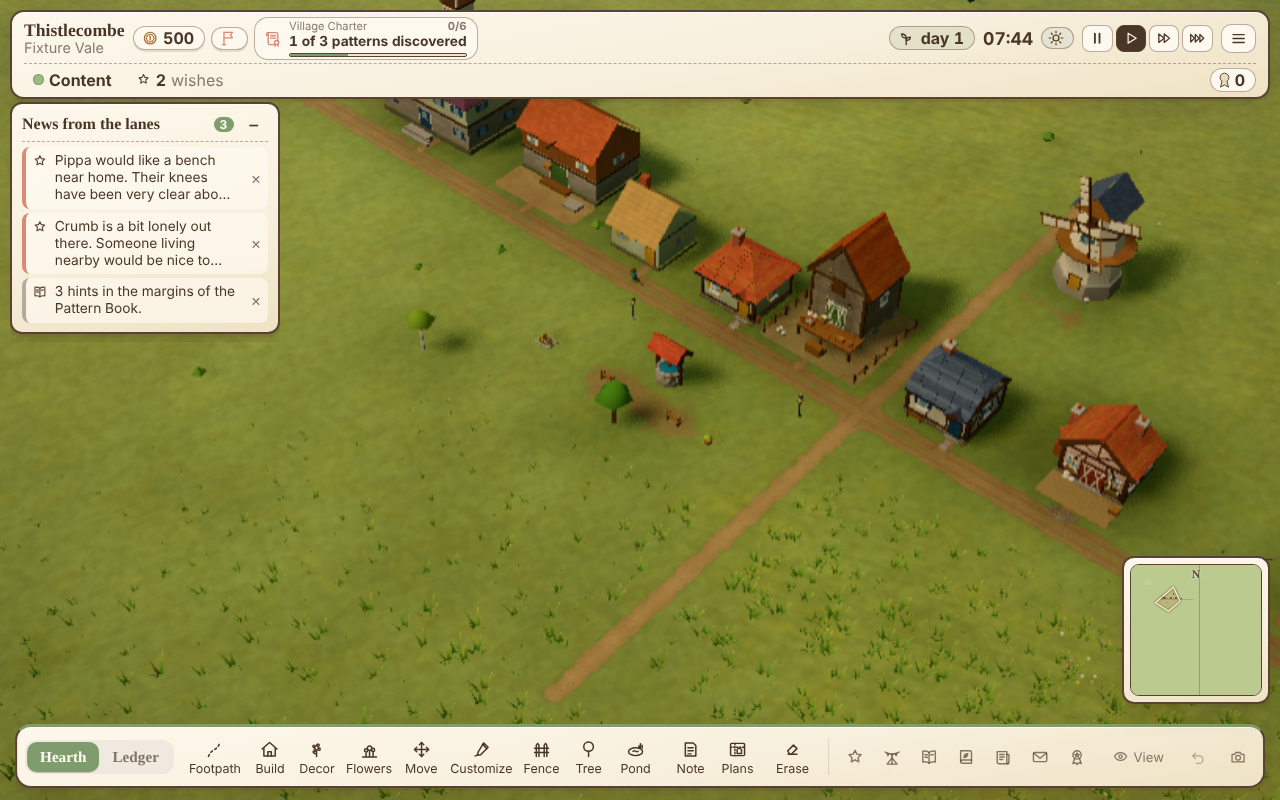 Thistlecombe
Fixture Vale
500
Village Charter 0/6
1 of 3 patterns discovered
day 1 07:44
Content 2 wishes
0
News from the lanes 3
Pippa would like a bench
near home. Their knees
have been very clear abo...
Crumb is a bit lonely out
there. Someone living
nearby would be nice to...
3 hints in the margins of the
Pattern Book.
N
Hearth Ledger Footpath Build Decor Flowers Move Customize Fence Tree Pond Note Plans Erase View